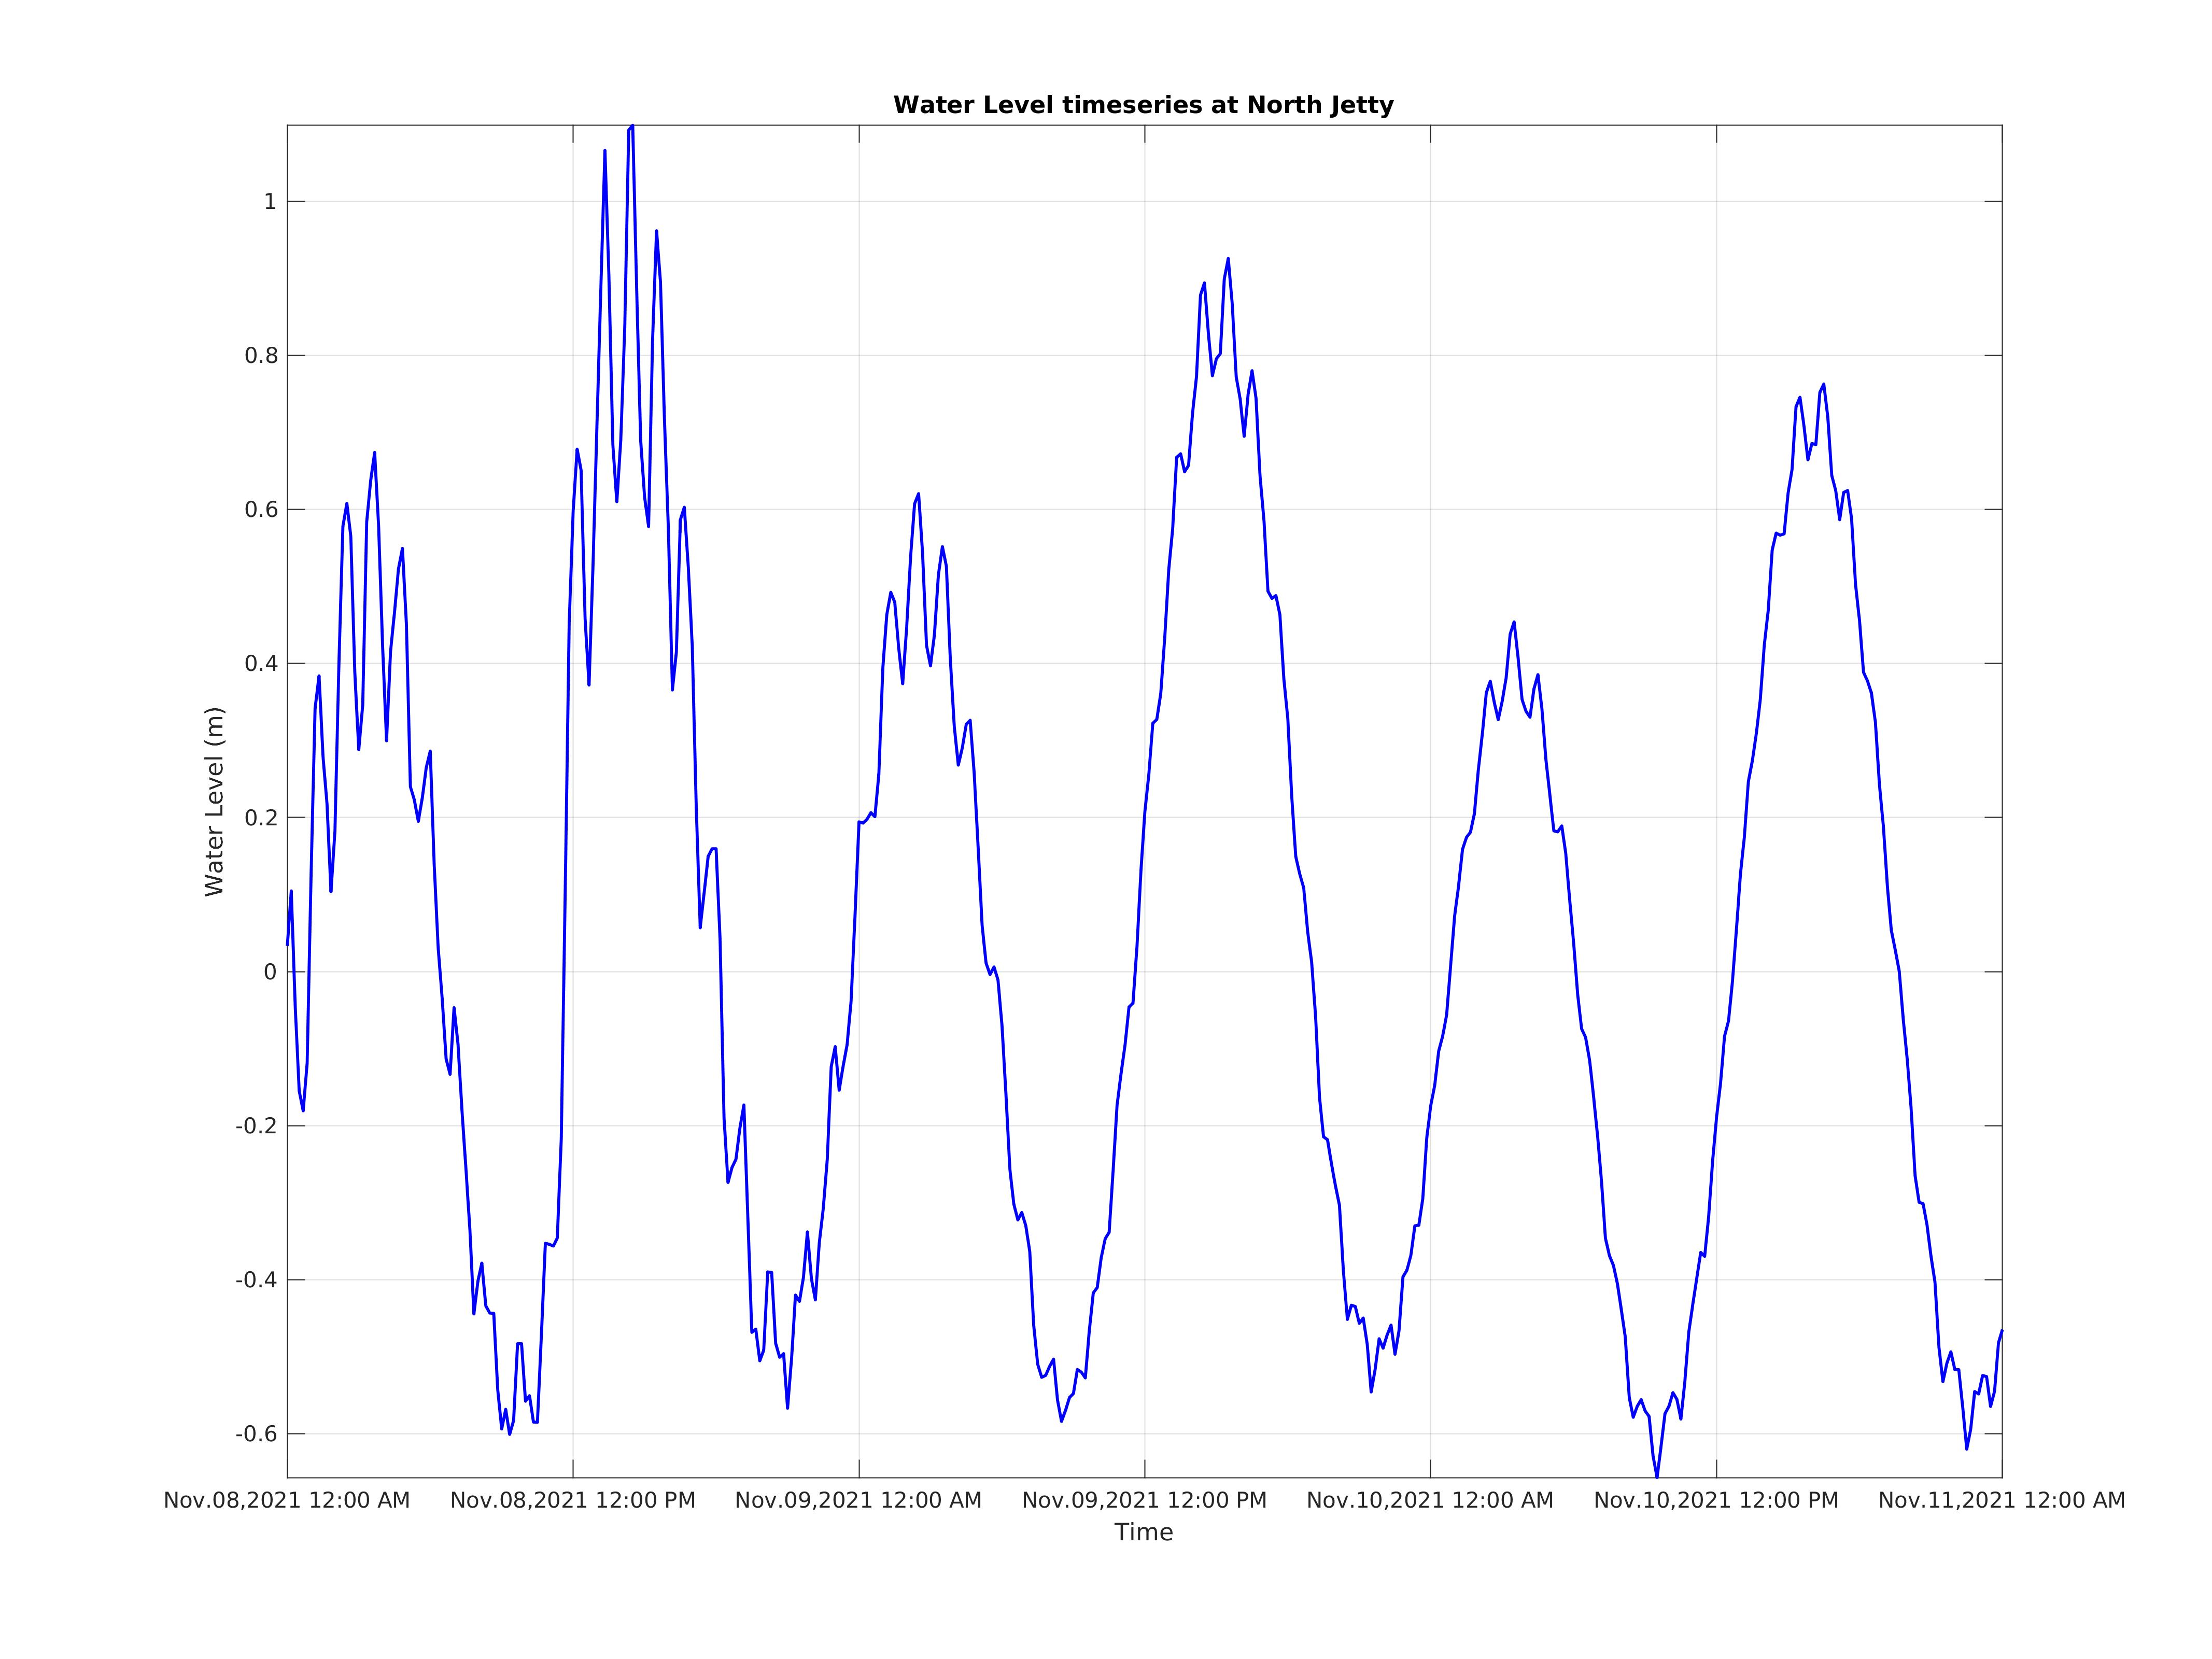 Water Level timeseries at North Jetty
1
0.8
0.6
0.4
0.2
0
-0.2
-0.4
-0.6
Water Level (m)
Nov.08,2021 12:00 AM Nov.08,2021 12:00 PM Nov.09,2021 12:00 AM Nov.09,2021 12:00 PM Nov.10,2021 12:00 AM Nov.10,2021 12:00 PM Nov.11,2021 12:00 AM
Time